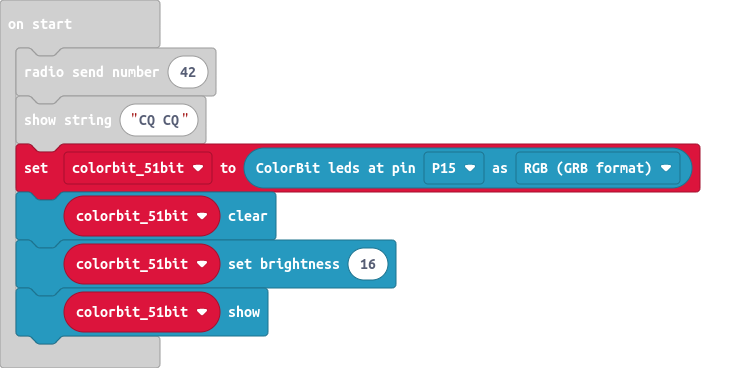 on start
radio send number 42
show string "CQ CQ"
set colorbit_51bit to ColorBit leds at pin P15 as RGB (GRB format)
colorbit_51bit clear
colorbit_51bit set brightness 16
colorbit_51bit show